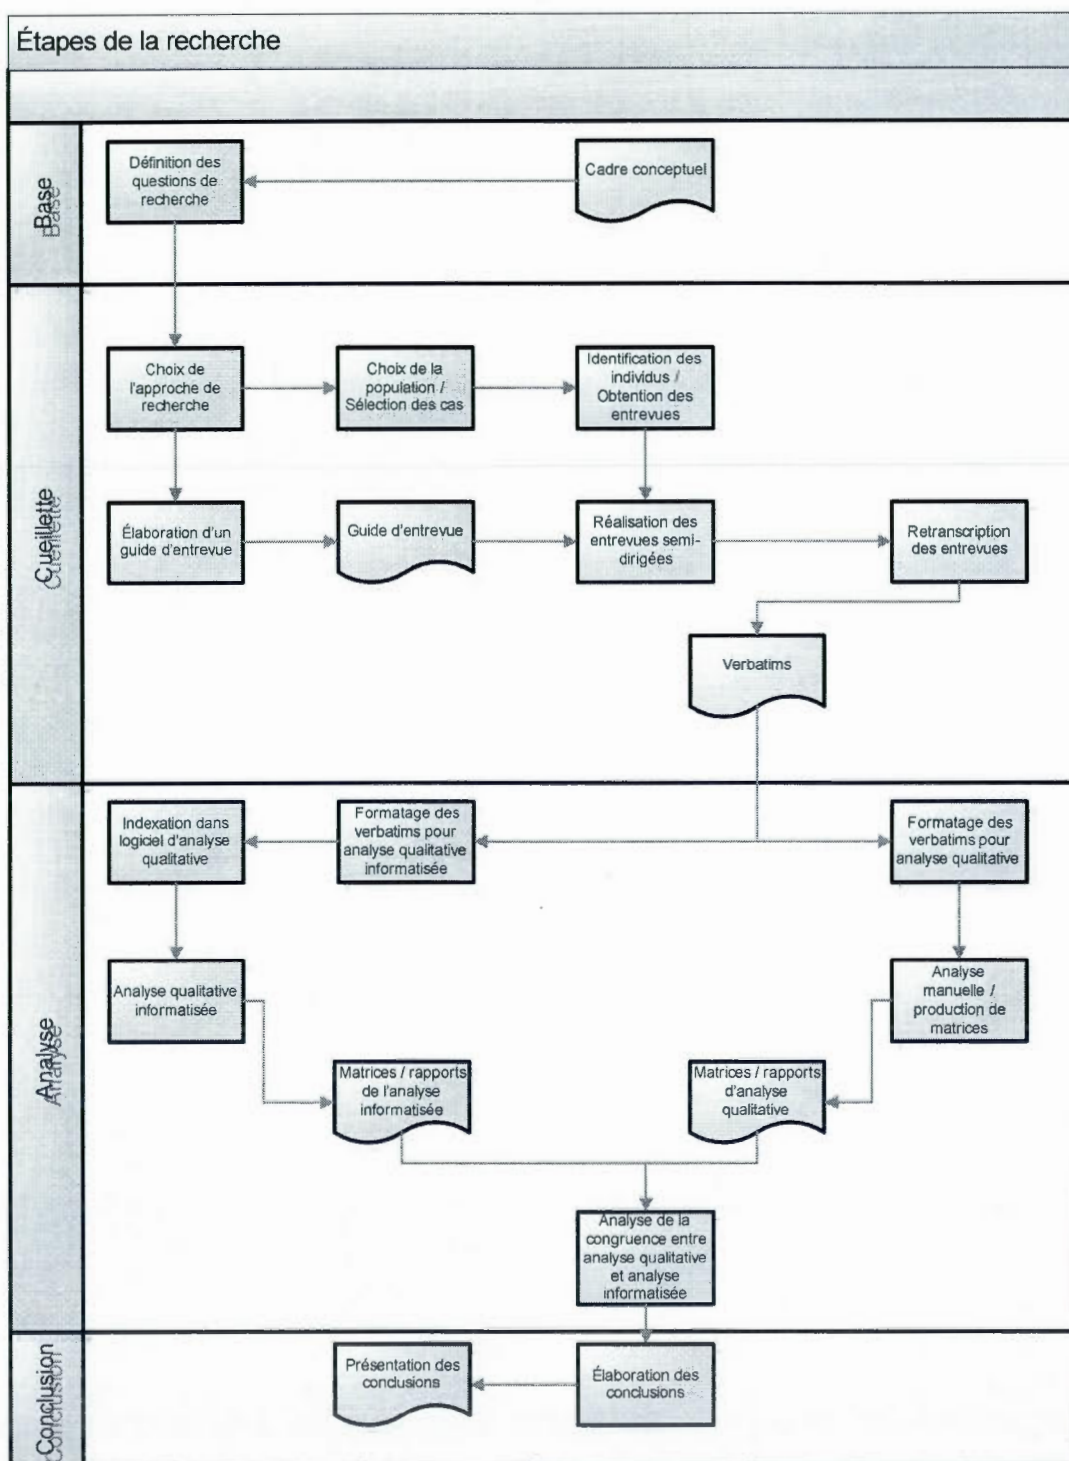 Étapes de la recherche
Base
Définition des
questions de
recherche
Cadre conceptuel
Cueillette
Choix de
l'approche de
recherche
Choix de la
population /
Sélection des cas
Identification des
individus /
Obtention des
entrevues
Élaboration d'un
guide d'entrevue
Guide d'entrevue
Réalisation des
entrevues semi-
dirigées
Retranscription
des entrevues
Verbatims
Analyse
Indexation dans
logiciel d'analyse
qualitative
Formatage des
verbatims pour
analyse qualitative
informatisée
Formatage des
verbatims pour
analyse qualitative
Analyse qualitative
informatisée
Analyse
manuelle /
production de
matrices
Matrices / rapports
de l'analyse
informatisée
Matrices / rapports
d'analyse
qualitative
Analyse de la
congruence entre
analyse qualitative
et analyse
informatisée
Conclusion
Présentation des
conclusions
Élaboration des
conclusions